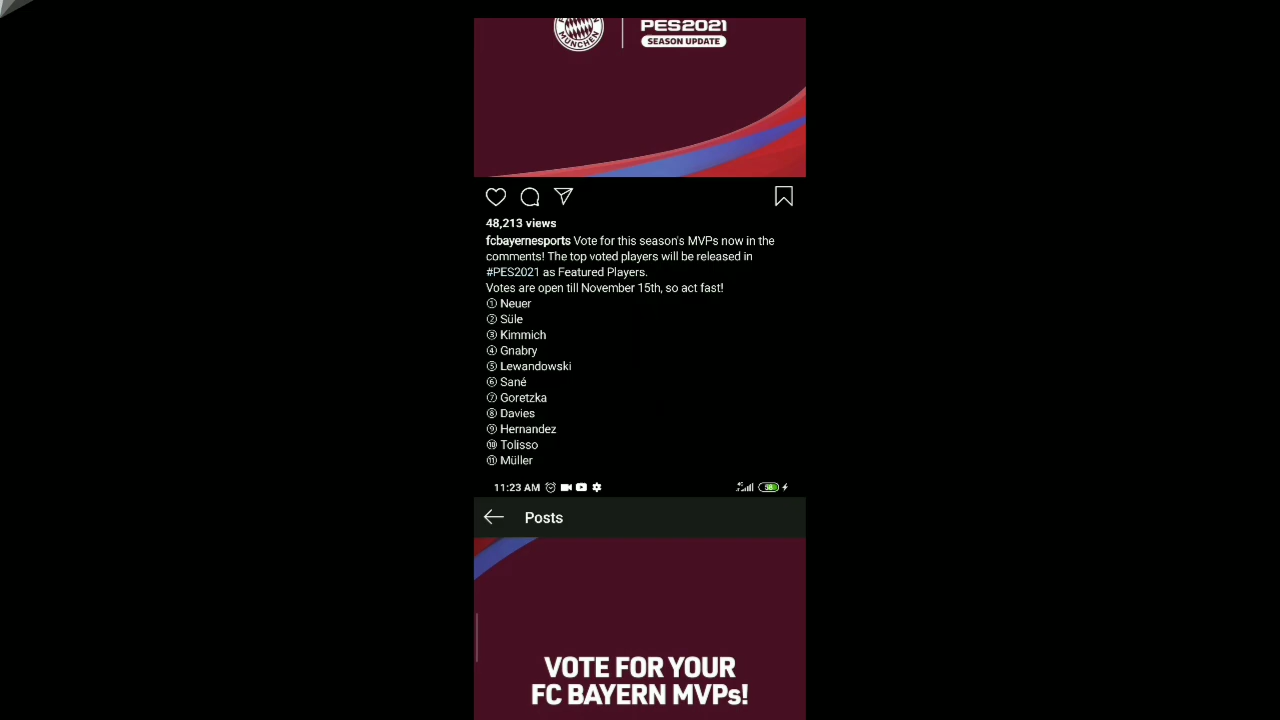 MÜNCHEN
PES2021
SEASON UPDATE
48,213 views
fcbayernesports Vote for this season's MVPs now in the
comments! The top voted players will be released in
#PES2021 as Featured Players.
Votes are open till November 15th, so act fast!
① Neuer
② Süle
③ Kimmich
④ Gnabry
⑤ Lewandowski
⑥ Sané
⑦ Goretzka
⑧ Davies
⑨ Hernandez
⑩ Tolisso
⑪ Müller
11:23 AM 4G 58
Posts
VOTE FOR YOUR
FC BAYERN MVPs!